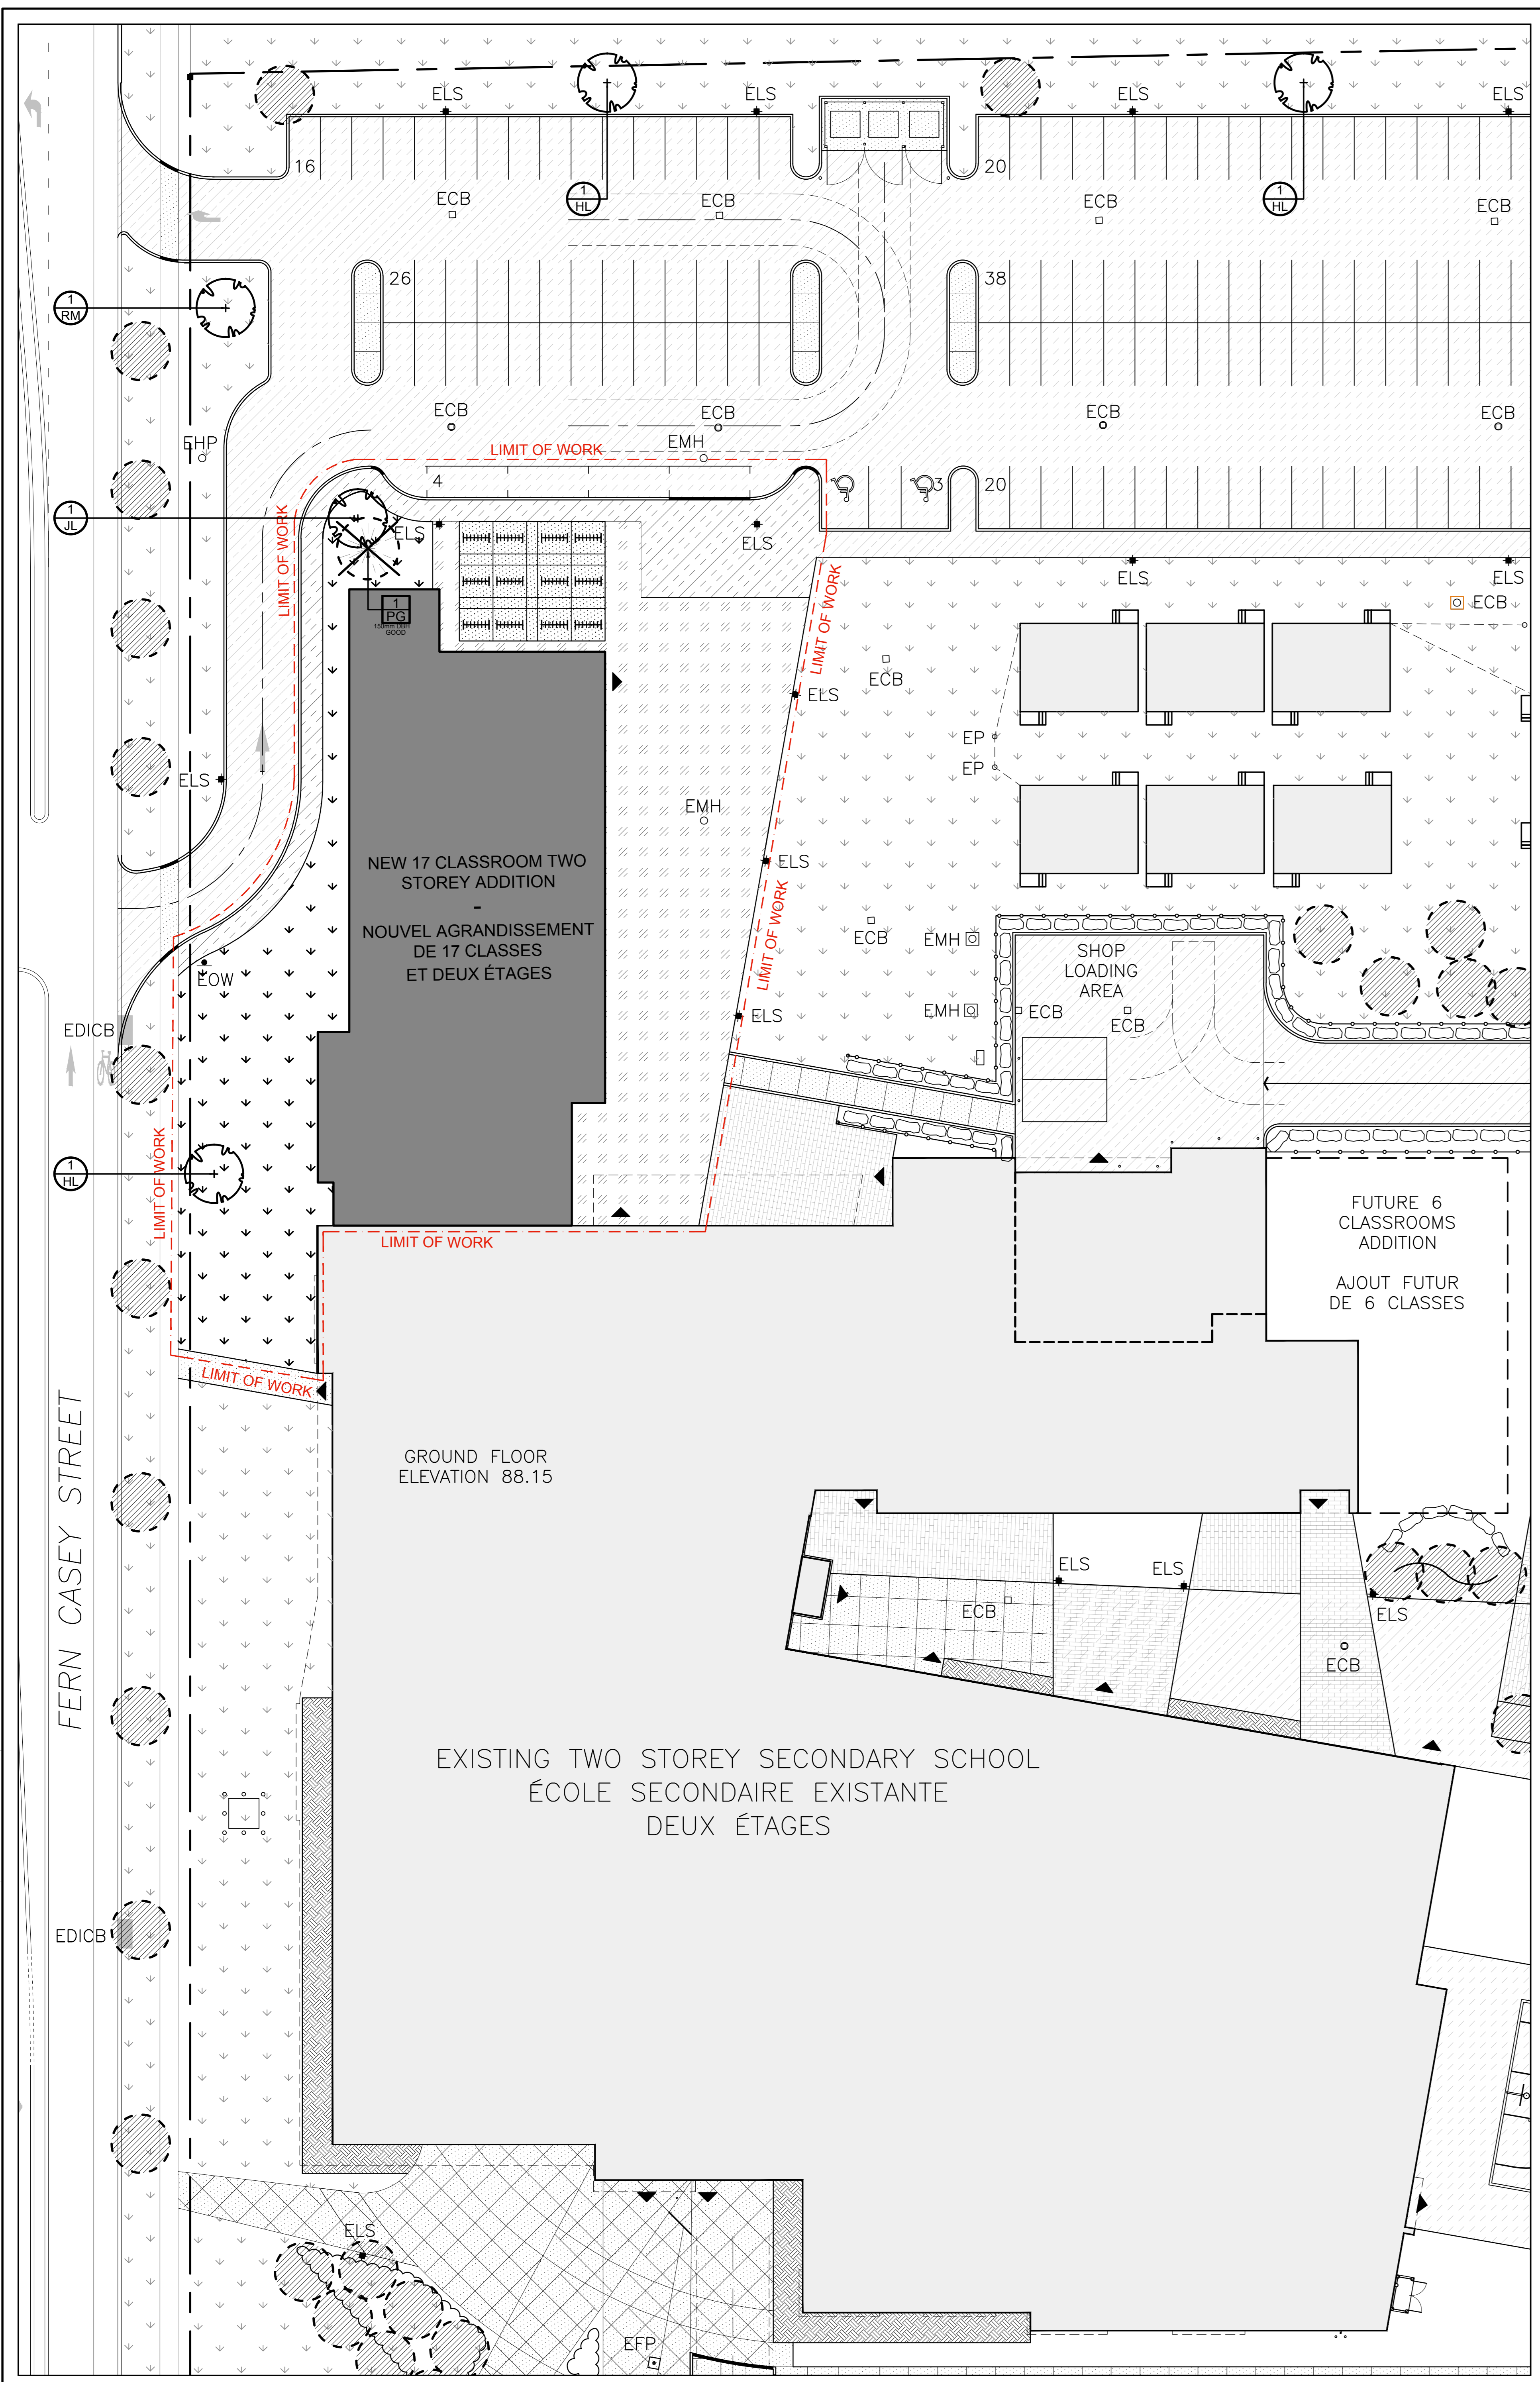 ELS
ELS
ELS
ELS
16
20
1
HL
1
HL
ECB
ECB
ECB
ECB
26
38
1
RM
ECB
ECB
ECB
ECB
EHP
LIMIT OF WORK
EMH
4
3
20
1
JL
LIMIT OF WORK
ELS
ELS
ELS
ELS
1
PG
150mm DBH
GOOD
LIMIT OF WORK
ECB
ECB
ELS
EP
EP
ELS
EMH
NEW 17 CLASSROOM TWO
STOREY ADDITION
-
NOUVEL AGRANDISSEMENT
DE 17 CLASSES
ET DEUX ÉTAGES
ELS
LIMIT OF WORK
ECB
EMH
EMH
SHOP
LOADING
AREA
ECB
ECB
EOW
EDICB
ELS
1
HL
LIMIT OF WORK
LIMIT OF WORK
FUTURE 6
CLASSROOMS
ADDITION
AJOUT FUTUR
DE 6 CLASSES
LIMIT OF WORK
FERN CASEY STREET
GROUND FLOOR
ELEVATION 88.15
ELS
ELS
ECB
ELS
ECB
EXISTING TWO STOREY SECONDARY SCHOOL
ÉCOLE SECONDAIRE EXISTANTE
DEUX ÉTAGES
EDICB
ELS
EFP